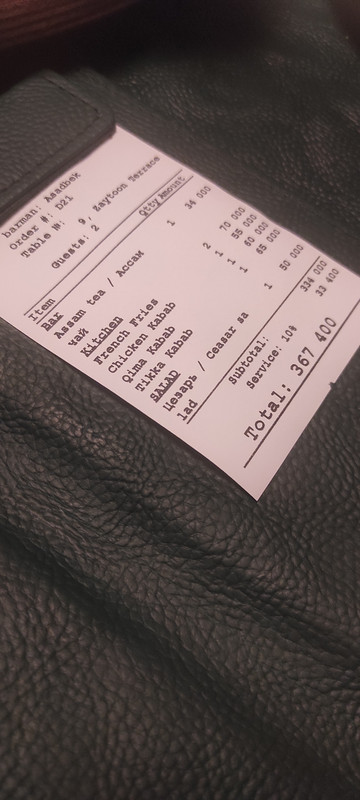 barman: Asadbek
Order #: D21
Table №: 9, Zaytoon Terrace
Guests: 2
Item Qtty Amount
Bar
Assam tea / Ассам 1 34 000
чай
Kitchen
French Fries 2 70 000
Chicken Kabab 1 55 000
Qima Kabab 1 60 000
Tikka Kabab 1 65 000
SALAD
Цезарь / Ceasar sa 1 50 000
lad
Subtotal: 334 000
Service: 10% 33 400
Total: 367 400